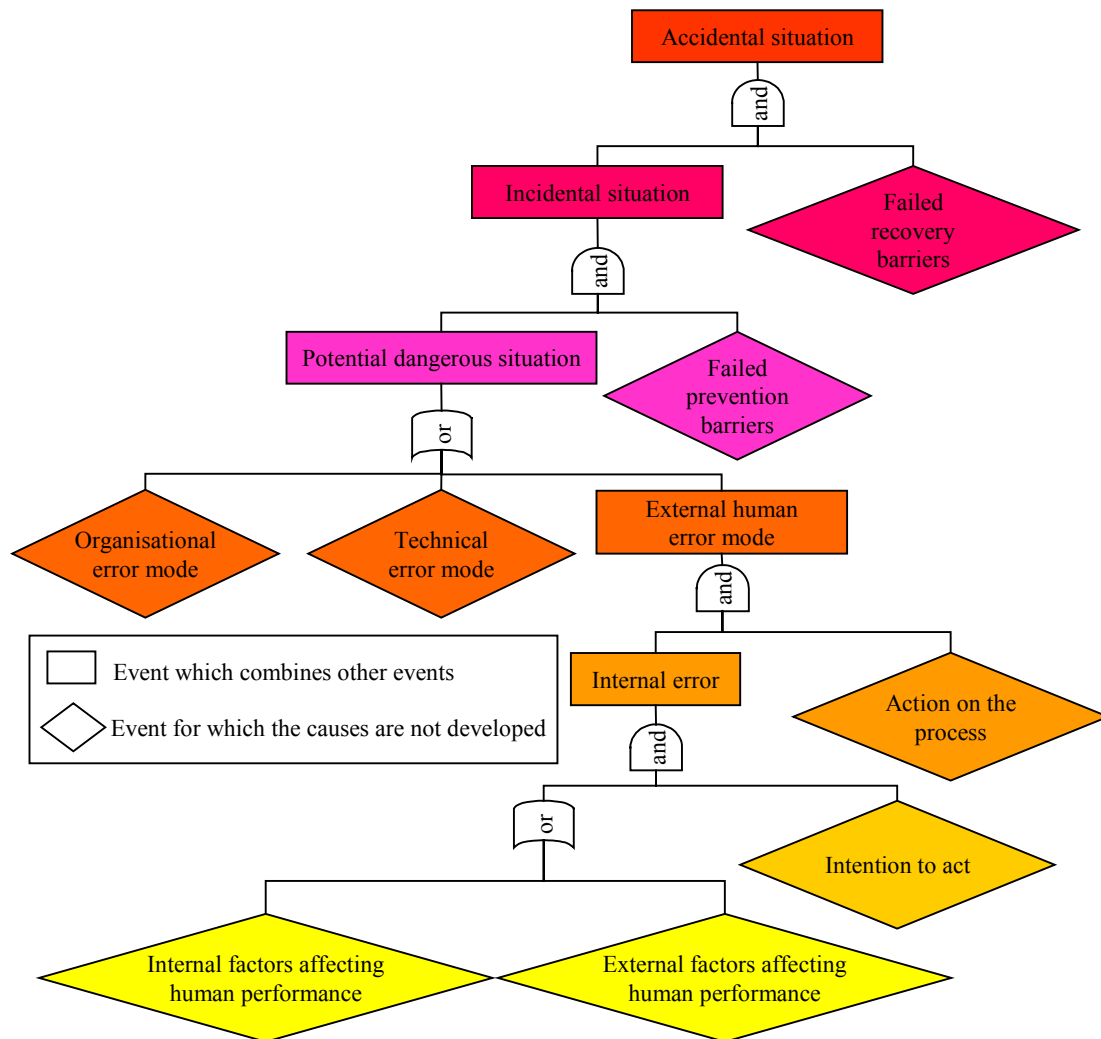 Accidental situation
and
Incidental situation
Failed
recovery
barriers
and
Potential dangerous situation
Failed
prevention
barriers
or
Organisational
error mode
Technical
error mode
External human
error mode
and
Event which combines other events
Event for which the causes are not developed
Internal error
Action on the
process
and
or
Intention to act
Internal factors affecting
human performance
External factors affecting
human performance